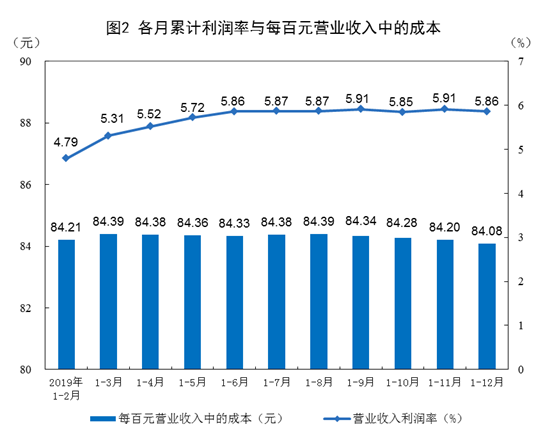 图2 各月累计利润率与每百元营业收入中的成本
（元）
(%)
90
88
86
84
82
80
7
6
5
4
3
2
1
0
4.79 5.31 5.52 5.72 5.86 5.87 5.87 5.91 5.85 5.91 5.86
84.21 84.39 84.38 84.36 84.33 84.38 84.39 84.34 84.28 84.20 84.08
2019年 1-3月 1-4月 1-5月 1-6月 1-7月 1-8月 1-9月 1-10月 1-11月 1-12月
1-2月
每百元营业收入中的成本（元） 营业收入利润率（%）